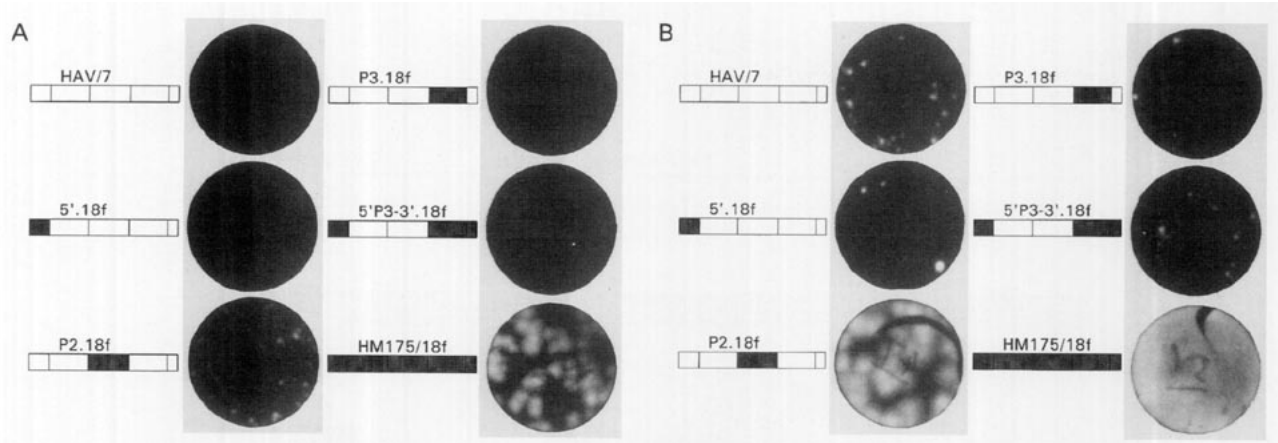 A
HAV/7
P3.18f
5'.18f
5'P3-3'.18f
P2.18f
HM175/18f
B
HAV/7
P3.18f
5'.18f
5'P3-3'.18f
P2.18f
HM175/18f